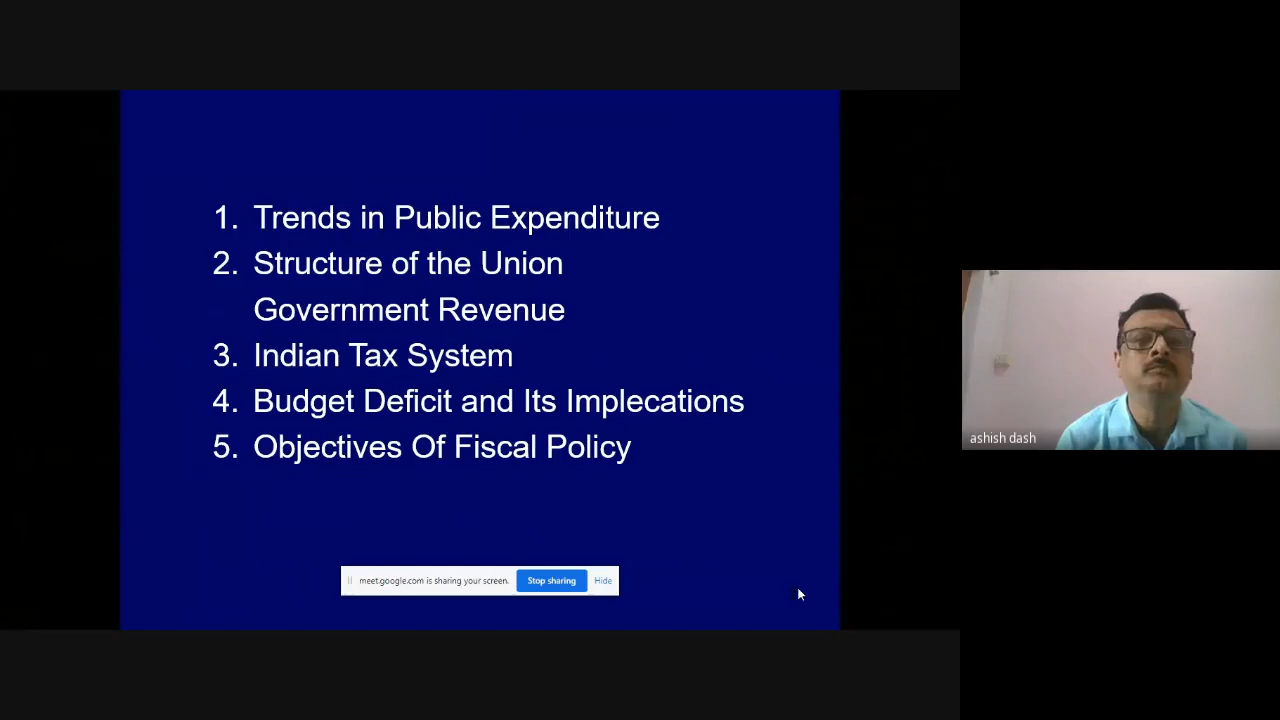 1. Trends in Public Expenditure
2. Structure of the Union
Government Revenue
3. Indian Tax System
4. Budget Deficit and Its Implecations
5. Objectives Of Fiscal Policy
meet.google.com is sharing your screen. Stop sharing Hide
ashish dash